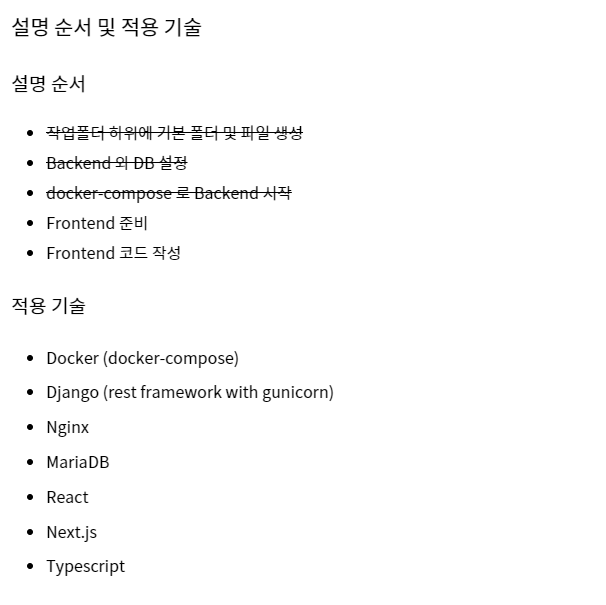 설명 순서 및 적용 기술
설명 순서
작업폴더 하위에 기본 폴더 및 파일 생성
Backend 와 DB 설정
docker-compose 로 Backend 시작
Frontend 준비
Frontend 코드 작성
적용 기술
Docker (docker-compose)
Django (rest framework with gunicorn)
Nginx
MariaDB
React
Next.js
Typescript